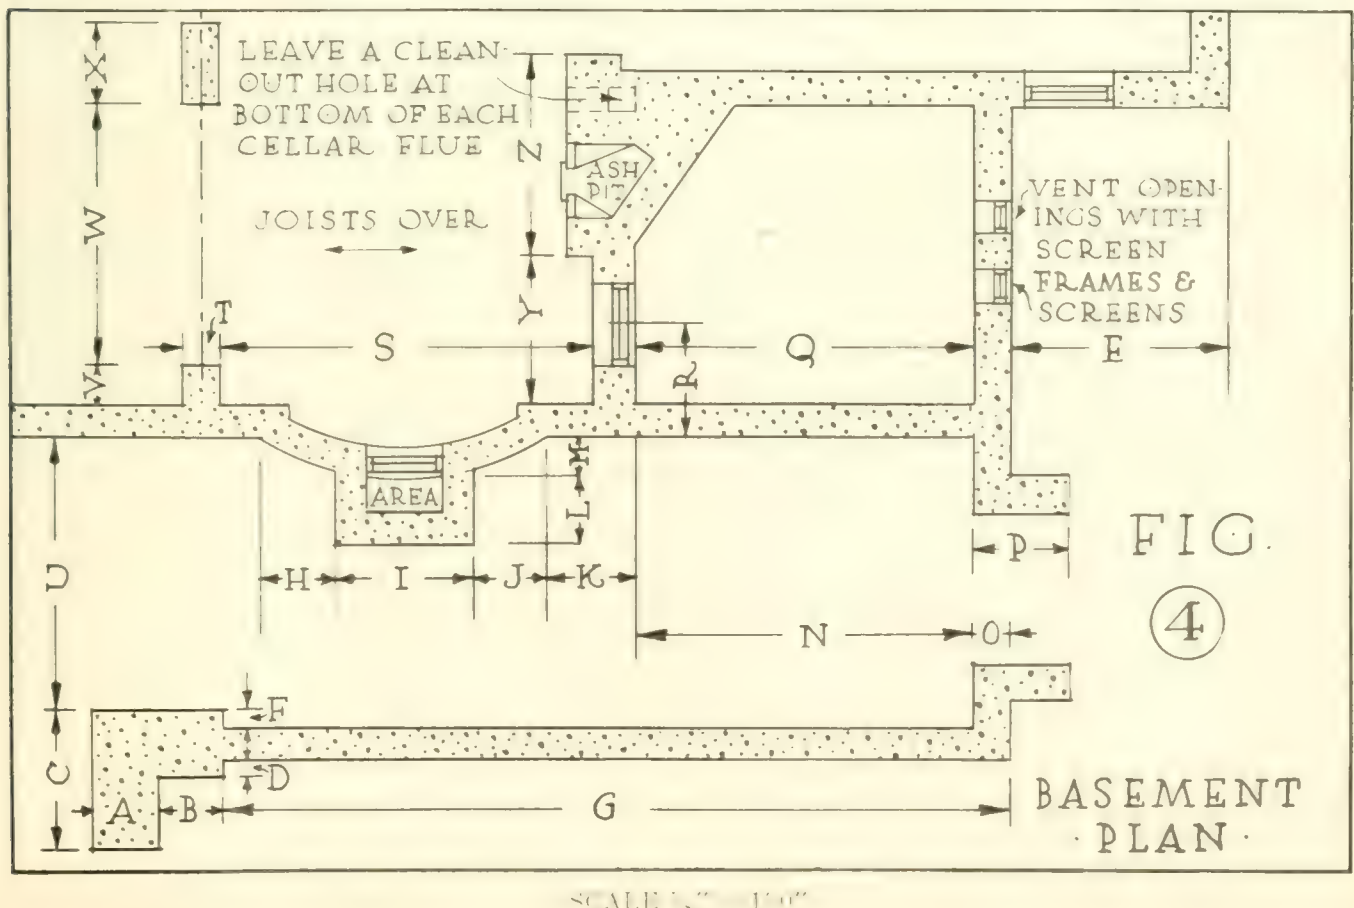 X
LEAVE A CLEAN-
OUT HOLE AT
BOTTOM OF EACH
CELLAR FLUE
Z
ASH
PIT
VENT OPEN-
INGS WITH
SCREEN
FRAMES &
SCREENS
W
JOISTS OVER
T
Y
S
Q
E
V
R
M
AREA
L
P
FIG.
4
U
H
I
J
K
N
O
F
C
D
A
B
G
BASEMENT
· PLAN ·
SCALE